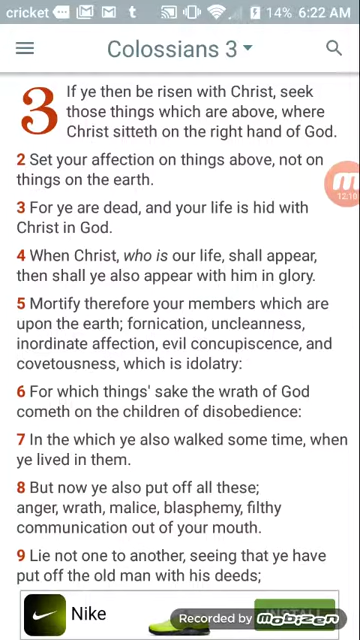 cricket 14% 6:22 AM
Colossians 3
3 If ye then be risen with Christ, seek
those things which are above, where
Christ sitteth on the right hand of God.
2 Set your affection on things above, not on
things on the earth.
3 For ye are dead, and your life is hid with
Christ in God.
4 When Christ, who is our life, shall appear,
then shall ye also appear with him in glory.
5 Mortify therefore your members which are
upon the earth; fornication, uncleanness,
inordinate affection, evil concupiscence, and
covetousness, which is idolatry:
6 For which things' sake the wrath of God
cometh on the children of disobedience:
7 In the which ye also walked some time, when
ye lived in them.
8 But now ye also put off all these;
anger, wrath, malice, blasphemy, filthy
communication out of your mouth.
9 Lie not one to another, seeing that ye have
put off the old man with his deeds;
Nike
Recorded by Mobizen